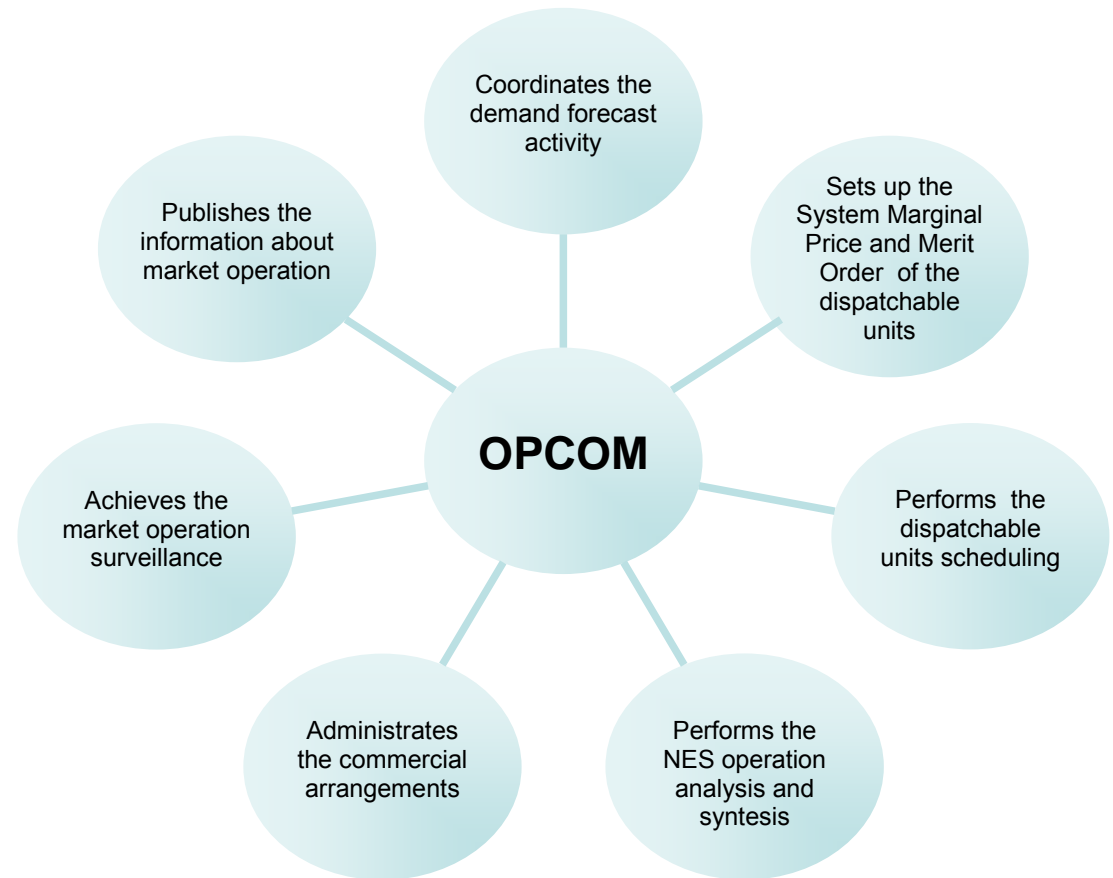 Coordinates the
demand forecast
activity
Sets up the
System Marginal
Price and Merit
Order of the
dispatchable
units
Performs the
dispatchable
units scheduling
Performs the
NES operation
analysis and
syntesis
Administrates
the commercial
arrangements
Achieves the
market operation
surveillance
Publishes the
information about
market operation
OPCOM